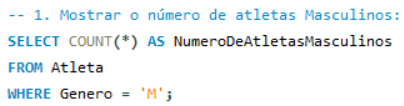 -- 1. Mostrar o número de atletas Masculinos:
SELECT COUNT(*) AS NumeroDeAtletasMasculinos
FROM Atleta
WHERE Genero = 'M';